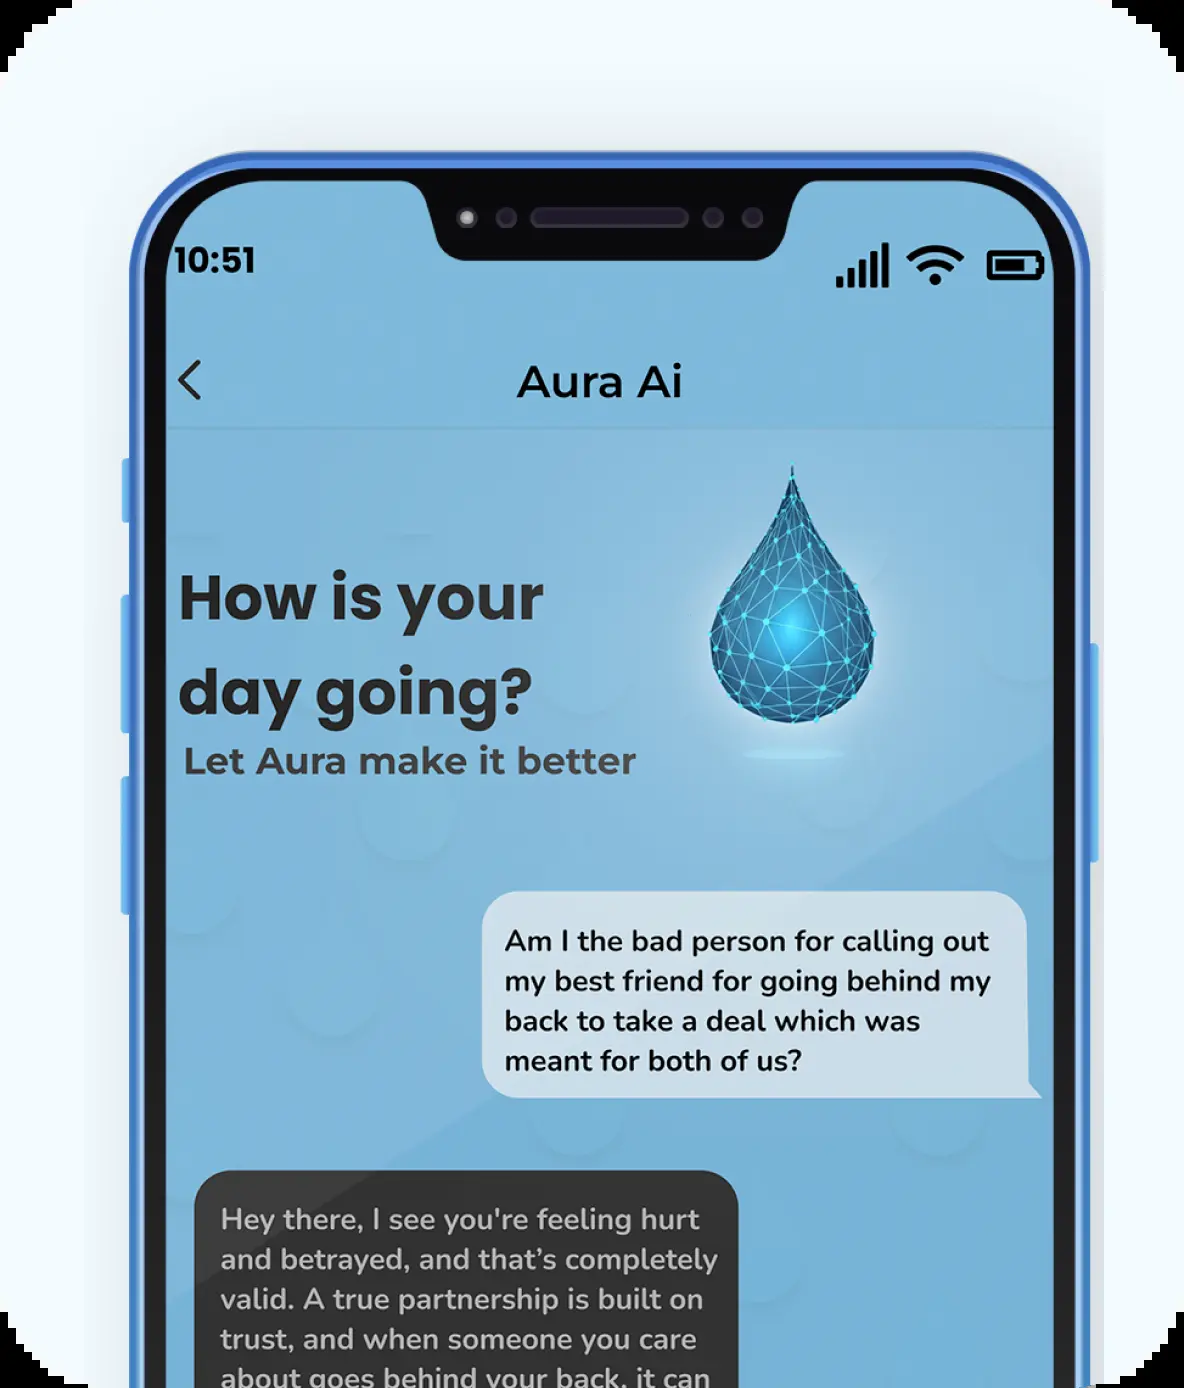 10:51
Aura Ai
How is your
day going?
Let Aura make it better
Am I the bad person for calling out
my best friend for going behind my
back to take a deal which was
meant for both of us?
Hey there, I see you're feeling hurt
and betrayed, and that’s completely
valid. A true partnership is built on
trust, and when someone you care
about goes behind your back, it can